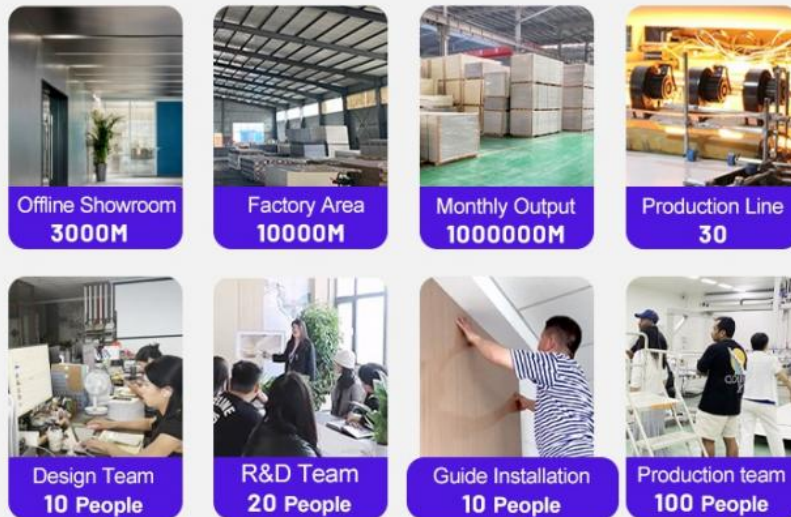 Offline Showroom
3000M
Factory Area
10000M
Monthly Output
1000000M
Production Line
30
Design Team
10 People
R&D Team
20 People
Guide Installation
10 People
Production team
100 People